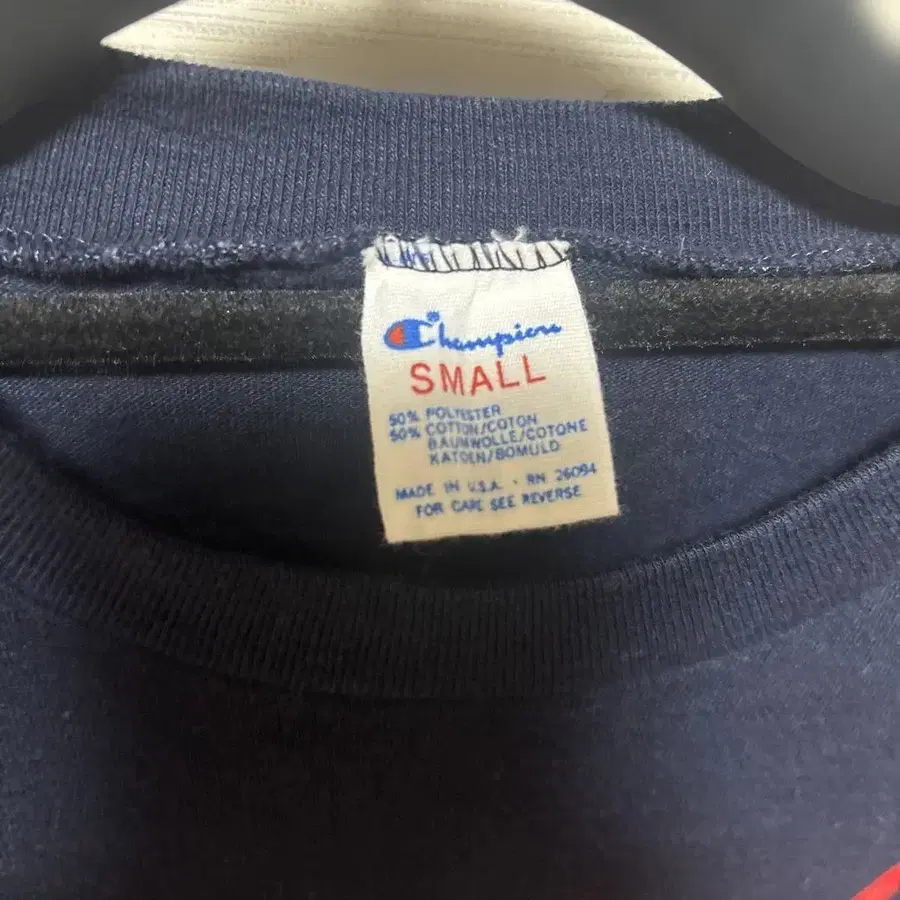 Champion
SMALL
50% POLYESTER
50% COTTON/COTON
BAUMWOLLE/COTONE
KATOEN/BOMULD
MADE IN U.S.A. · RN 26094
FOR CARE SEE REVERSE